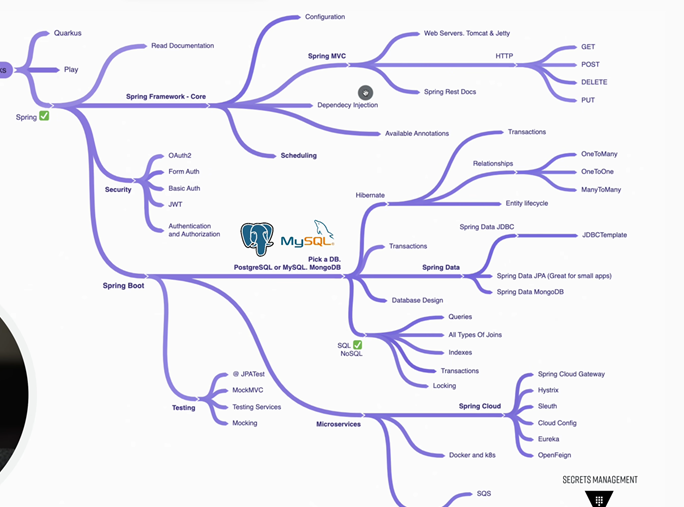 Quarkus
Play
Spring ✅
Read Documentation
Spring Framework - Core
Configuration
Spring MVC
Web Servers. Tomcat & Jetty
HTTP
GET
POST
DELETE
PUT
Spring Rest Docs
Dependecy Injection
Available Annotations
Scheduling
Security
OAuth2
Form Auth
Basic Auth
JWT
Authentication
and Authorization
Spring Boot
MySQL
Pick a DB.
PostgreSQL or MySQL. MongoDB
Hibernate
Transactions
Relationships
OneToMany
OneToOne
ManyToMany
Entity lifecycle
Transactions
Spring Data
Spring Data JDBC
JDBCTemplate
Spring Data JPA (Great for small apps)
Spring Data MongoDB
Database Design
SQL ✅
NoSQL
Queries
All Types Of Joins
Indexes
Transactions
Locking
Testing
@ JPATest
MockMVC
Testing Services
Mocking
Microservices
Spring Cloud
Spring Cloud Gateway
Hystrix
Sleuth
Cloud Config
Eureka
OpenFeign
Docker and k8s
SQS
SECRETS MANAGEMENT